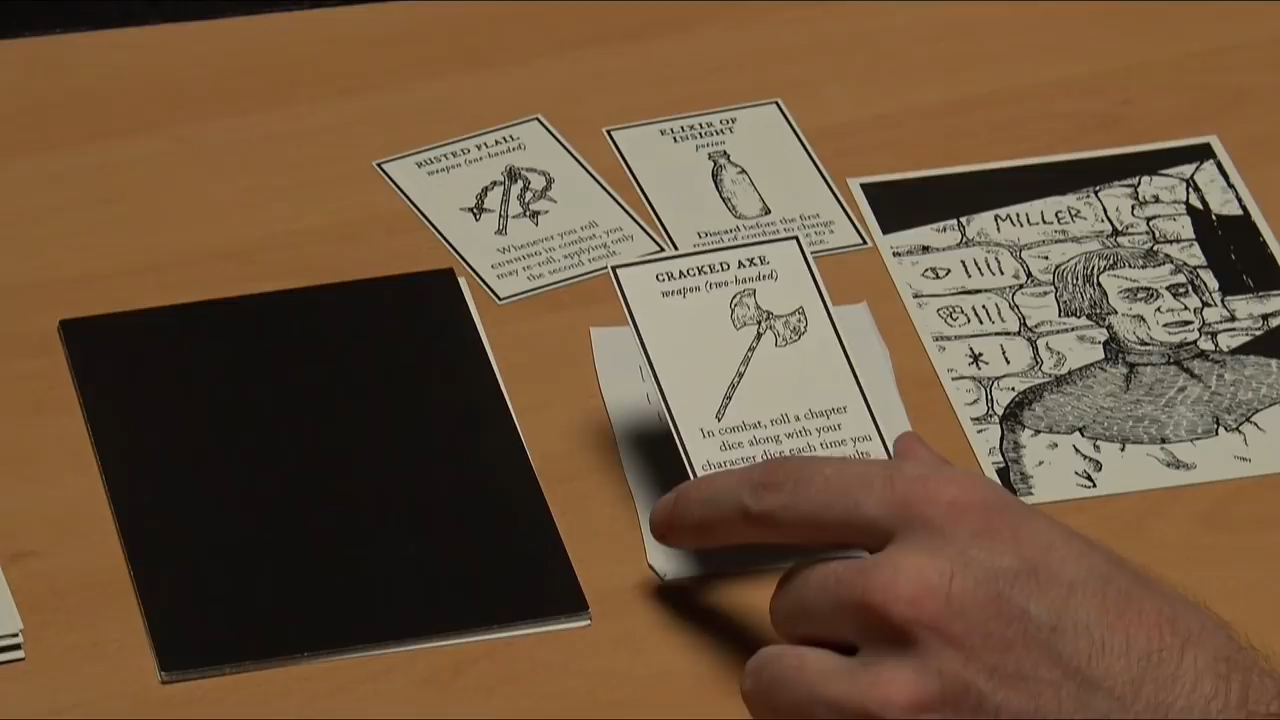 RUSTED FLAIL
weapon (one-handed)
Whenever you roll
CUNNING in combat, you
may re-roll, applying only
the second result.
ELIXIR OF
INSIGHT
potion
Discard before the first
round of combat to change
to a
CRACKED AXE
weapon (two-handed)
In combat, roll a chapter
dice along with your
character dice each time you
MILLER